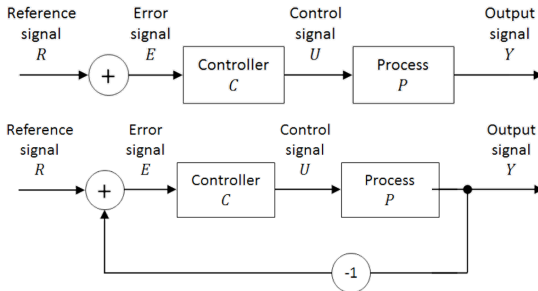 Reference
signal
R
Error
signal
E
Control
signal
U
Output
signal
Y
+
Controller
C
Process
P
Reference
signal
R
Error
signal
E
Control
signal
U
Output
signal
Y
+
Controller
C
Process
P
-1